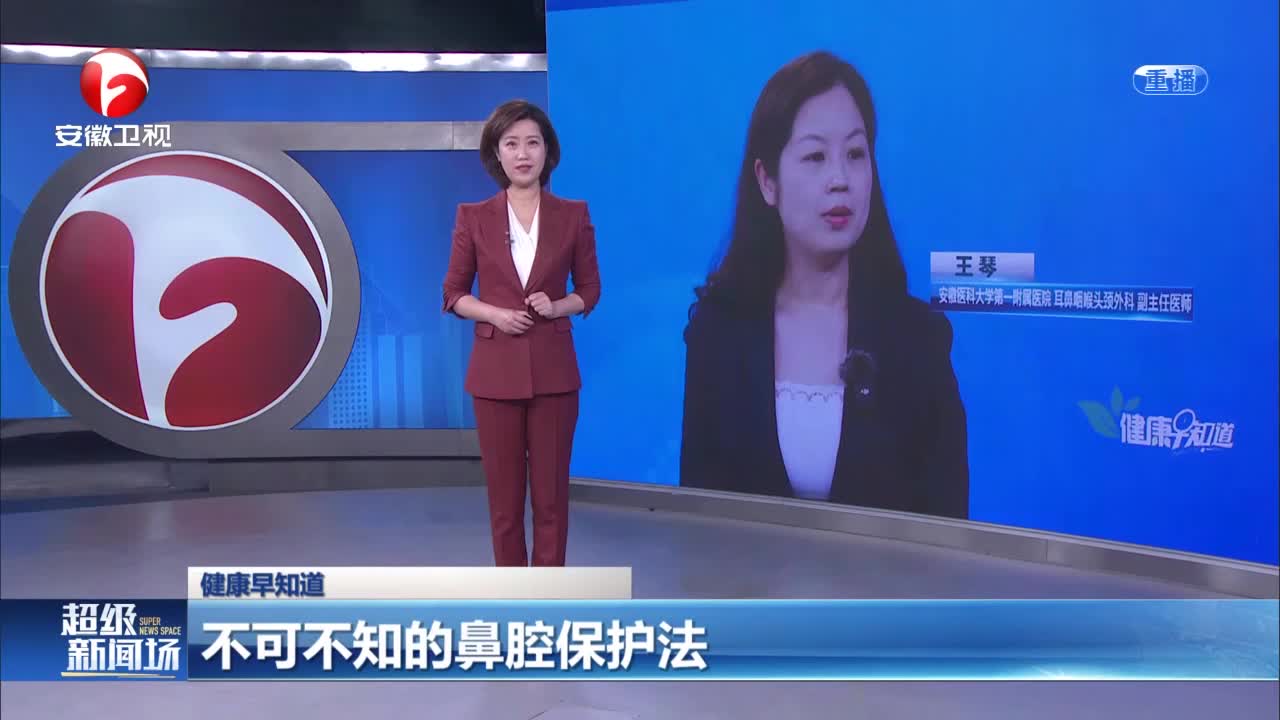 安徽卫视
重播
王琴
安徽医科大学第一附属医院 耳鼻咽喉头颈外科 副主任医师
健康早知道
健康早知道
超级新闻场
SUPER
NEWS SPACE
不可不知的鼻腔保护法